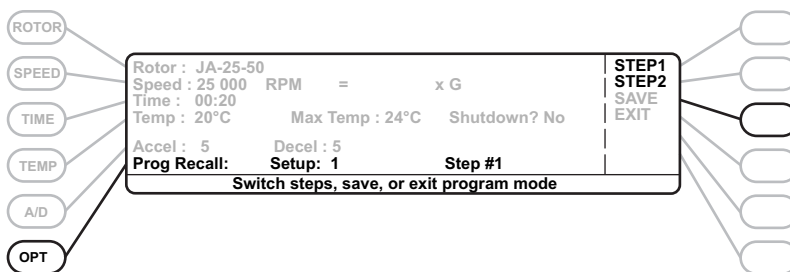 ROTOR
SPEED
TIME
TEMP
A/D
OPT
Rotor : JA-25-50
Speed : 25 000 RPM = x G
Time : 00:20
Temp : 20°C Max Temp : 24°C Shutdown? No
Accel : 5 Decel : 5
Prog Recall: Setup: 1 Step #1
Switch steps, save, or exit program mode
STEP1
STEP2
SAVE
EXIT